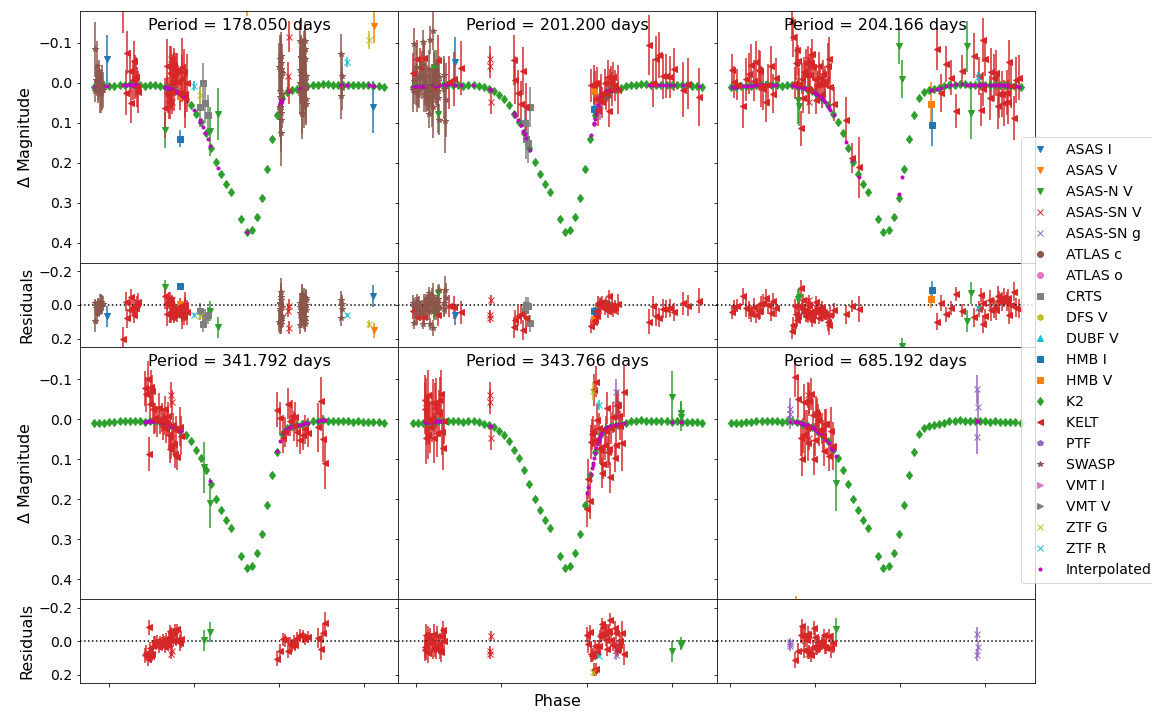 Period = 178.050 days
Period = 201.200 days
Period = 204.166 days
−0.1
0.0
0.1
0.2
0.3
0.4
Δ Magnitude
−0.2
0.0
0.2
Residuals
Period = 341.792 days
Period = 343.766 days
Period = 685.192 days
−0.1
0.0
0.1
0.2
0.3
0.4
Δ Magnitude
−0.2
0.0
0.2
Residuals
Phase
ASAS I
ASAS V
ASAS-N V
ASAS-SN V
ASAS-SN g
ATLAS c
ATLAS o
CRTS
DFS V
DUBF V
HMB I
HMB V
K2
KELT
PTF
SWASP
VMT I
VMT V
ZTF G
ZTF R
Interpolated